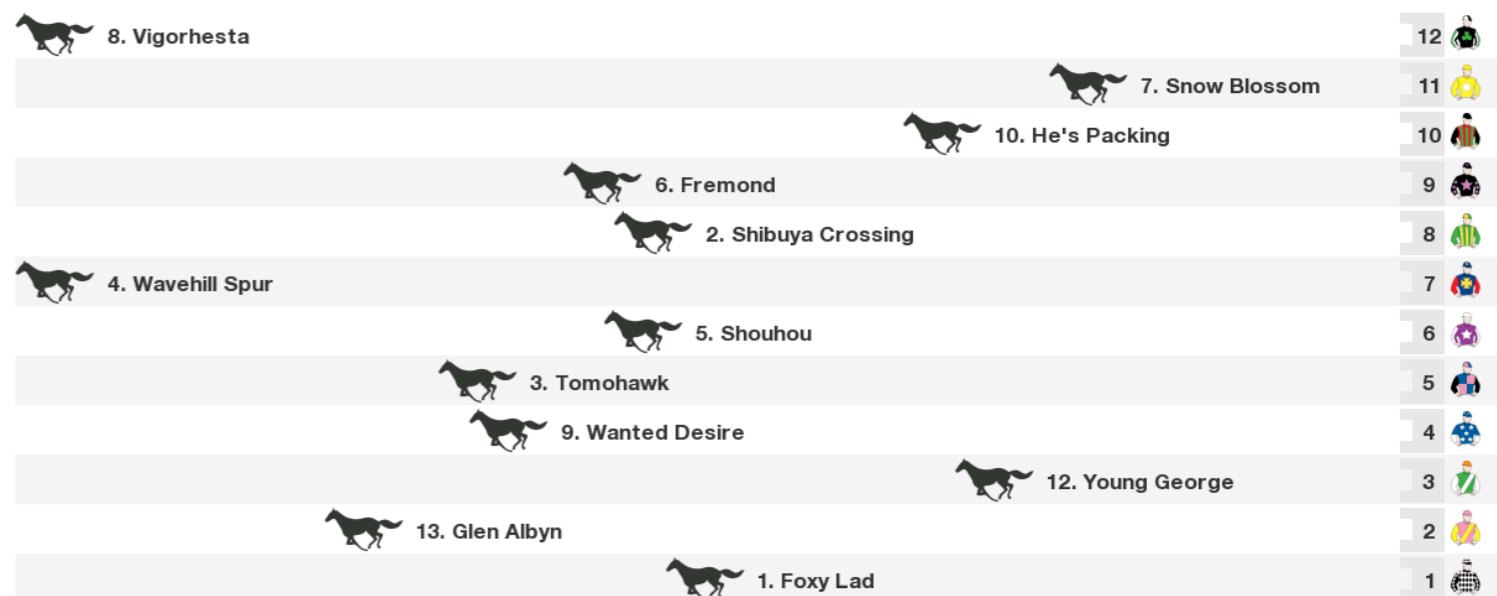 8. Vigorhesta 12
7. Snow Blossom 11
10. He's Packing 10
6. Fremond 9
2. Shibuya Crossing 8
4. Wavehill Spur 7
5. Shouhou 6
3. Tomohawk 5
9. Wanted Desire 4
12. Young George 3
13. Glen Albyn 2
1. Foxy Lad 1